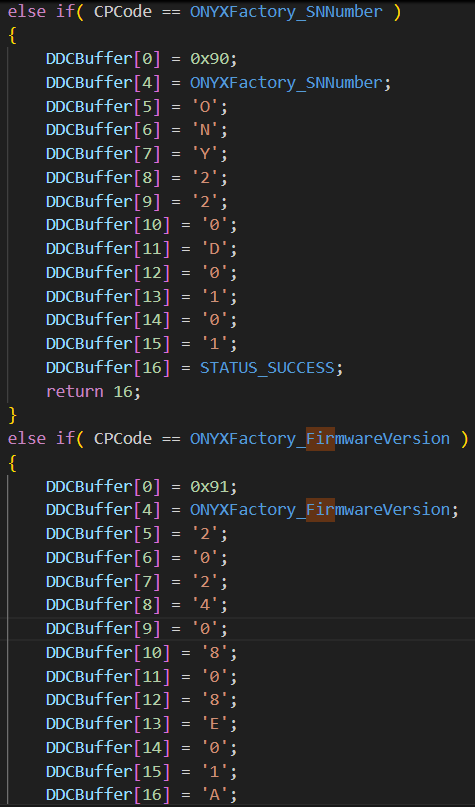 else if( CPCode == ONYXFactory_SNNumber )
{
DDCBuffer[0] = 0x90;
DDCBuffer[4] = ONYXFactory_SNNumber;
DDCBuffer[5] = 'O';
DDCBuffer[6] = 'N';
DDCBuffer[7] = 'Y';
DDCBuffer[8] = '2';
DDCBuffer[9] = '2';
DDCBuffer[10] = '0';
DDCBuffer[11] = 'D';
DDCBuffer[12] = '0';
DDCBuffer[13] = '1';
DDCBuffer[14] = '0';
DDCBuffer[15] = '1';
DDCBuffer[16] = STATUS_SUCCESS;
return 16;
}
else if( CPCode == ONYXFactory_FirmwareVersion )
{
DDCBuffer[0] = 0x91;
DDCBuffer[4] = ONYXFactory_FirmwareVersion;
DDCBuffer[5] = '2';
DDCBuffer[6] = '0';
DDCBuffer[7] = '2';
DDCBuffer[8] = '4';
DDCBuffer[9] = '0';
DDCBuffer[10] = '8';
DDCBuffer[11] = '0';
DDCBuffer[12] = '8';
DDCBuffer[13] = 'E';
DDCBuffer[14] = '0';
DDCBuffer[15] = '1';
DDCBuffer[16] = 'A';